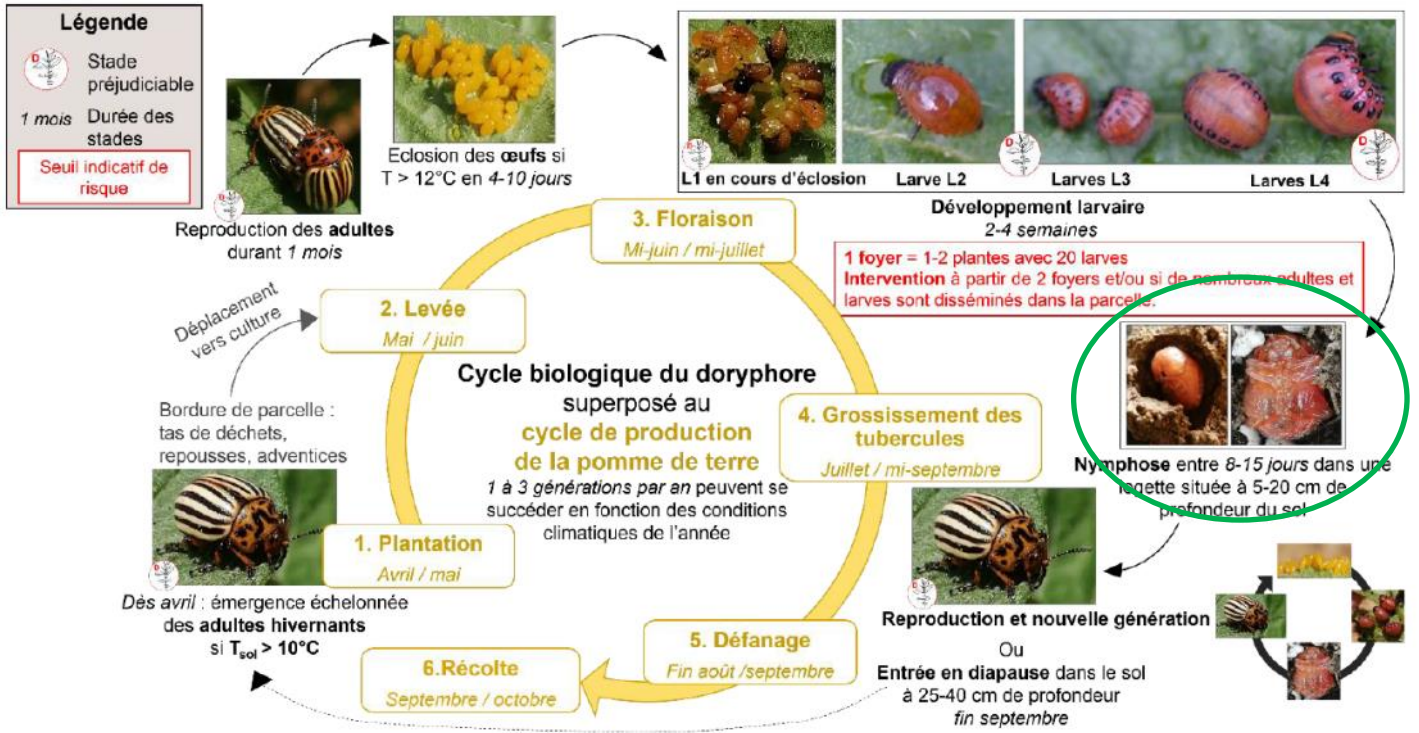 Légende
D
Stade
préjudiciable
1 mois
Durée des
stades
Seuil indicatif de
risque
Reproduction des adultes
durant 1 mois
Eclosion des œufs si
T > 12°C en 4-10 jours
L1 en cours d'éclosion
Larve L2
Larves L3
Larves L4
Développement larvaire
2-4 semaines
1 foyer = 1-2 plantes avec 20 larves
Intervention à partir de 2 foyers et/ou si de nombreux adultes et
larves sont disséminés dans la parcelle.
Nymphose entre 8-15 jours dans une
logette située à 5-20 cm de
profondeur du sol
Reproduction et nouvelle génération
Ou
Entrée en diapause dans le sol
à 25-40 cm de profondeur
fin septembre
Dès avril : émergence échelonnée
des adultes hivernants
si Tsol > 10°C
Bordure de parcelle :
tas de déchets,
repousses, adventices
Déplacement
vers culture
1. Plantation
Avril / mai
2. Levée
Mai / juin
3. Floraison
Mi-juin / mi-juillet
4. Grossissement des
tubercules
Juillet / mi-septembre
5. Défanage
Fin août /septembre
6.Récolte
Septembre / octobre
Cycle biologique du doryphore
superposé au
cycle de production
de la pomme de terre
1 à 3 générations par an peuvent se
succéder en fonction des conditions
climatiques de l'année